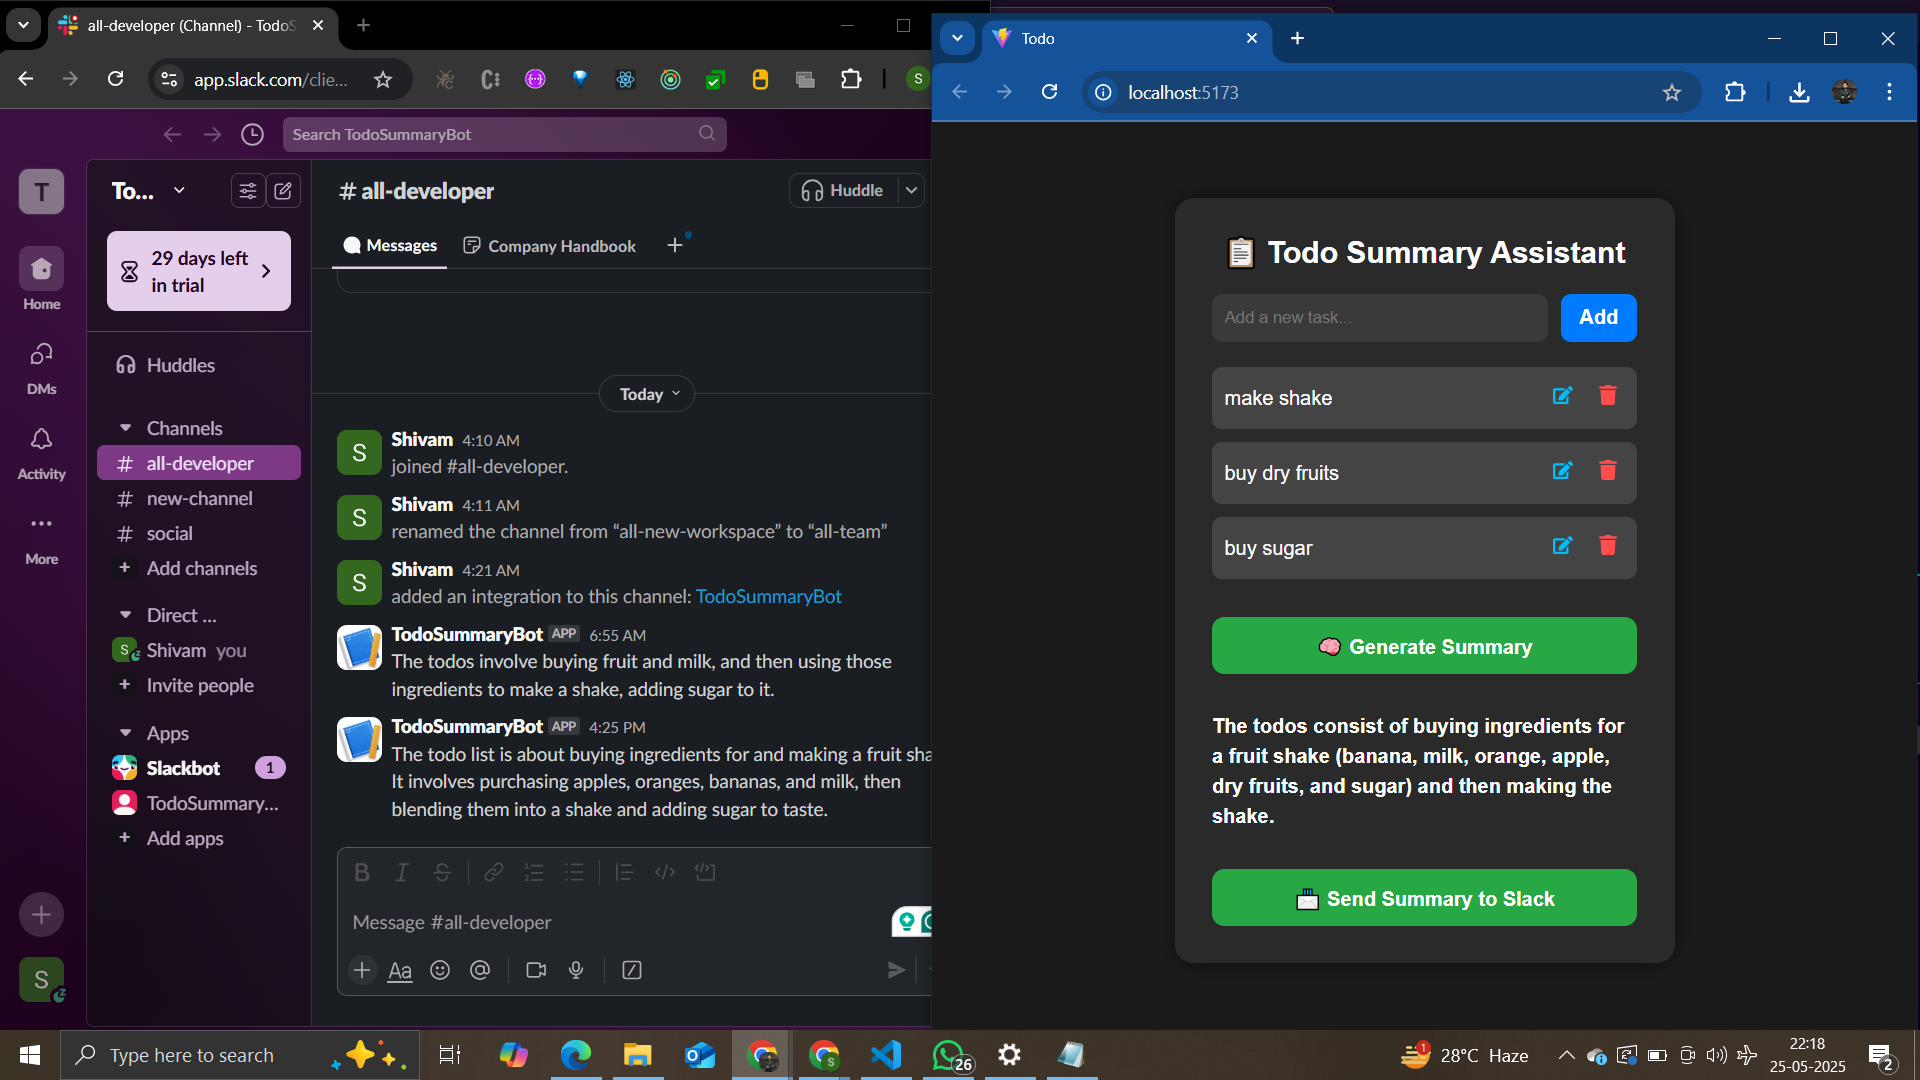 all-developer (Channel) - TodoS
app.slack.com/clie...
S
Search TodoSummaryBot
T
Home
DMs
Activity
More
S
To...
29 days left
in trial
Huddles
Channels
# all-developer
# new-channel
# social
+ Add channels
Direct ...
S Shivam you
+ Invite people
Apps
Slackbot 1
TodoSummary...
+ Add apps
# all-developer
Huddle
Messages
Company Handbook
Today
S
Shivam 4:10 AM
joined #all-developer.
S
Shivam 4:11 AM
renamed the channel from “all-new-workspace” to “all-team”
S
Shivam 4:21 AM
added an integration to this channel: TodoSummaryBot
TodoSummaryBot APP 6:55 AM
The todos involve buying fruit and milk, and then using those
ingredients to make a shake, adding sugar to it.
TodoSummaryBot APP 4:25 PM
The todo list is about buying ingredients for and making a fruit sha
It involves purchasing apples, oranges, bananas, and milk, then
blending them into a shake and adding sugar to taste.
B I S
Message #all-developer
Aa
Todo
localhost:5173
Todo Summary Assistant
Add a new task...
Add
make shake
buy dry fruits
buy sugar
Generate Summary
The todos consist of buying ingredients for
a fruit shake (banana, milk, orange, apple,
dry fruits, and sugar) and then making the
shake.
Send Summary to Slack
Type here to search
S
26
1
28°C Haze
22:18
25-05-2025
2